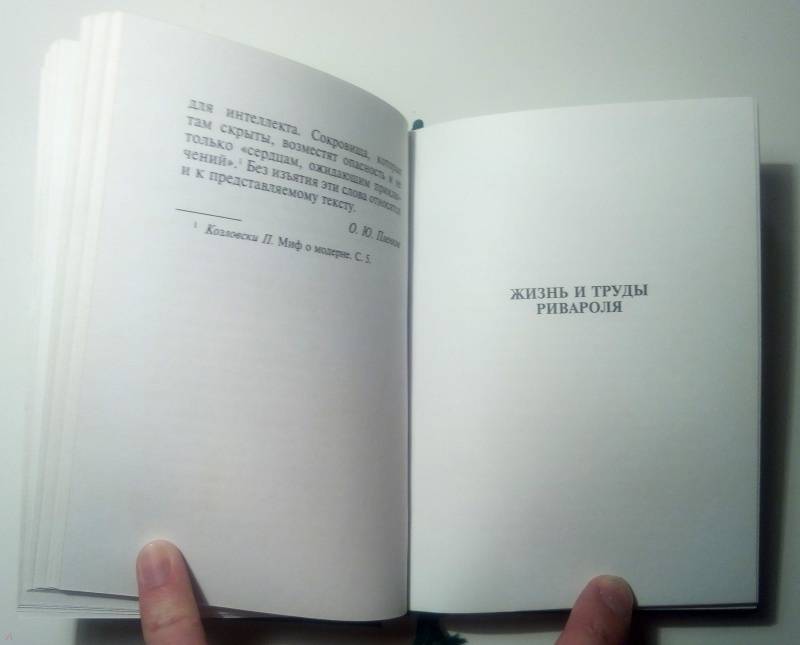 для интеллекта. Сокровища, которые
там скрыты, возместят опасность и не
только «сердцам, ожидающим приклю-
чений».¹ Без изъятия эти слова относятся
и к представляемому тексту.
О. Ю. Пленков
¹ Козловски П. Миф о модерне. С. 5.
ЖИЗНЬ И ТРУДЫ
РИВАРОЛЯ